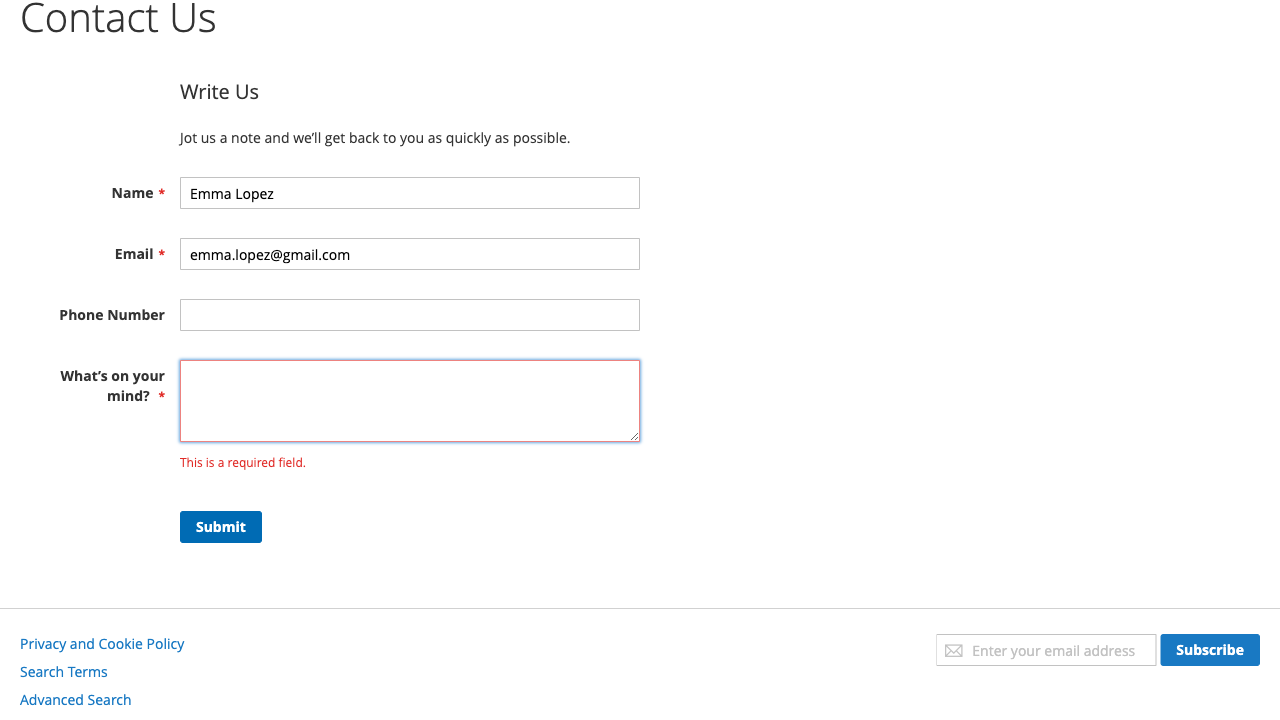 Contact Us
Write Us
Jot us a note and we’ll get back to you as quickly as possible.
Name *
Emma Lopez
Email *
emma.lopez@gmail.com
Phone Number
What’s on your
mind? *
This is a required field.
Submit
Privacy and Cookie Policy
Search Terms
Advanced Search
Enter your email address
Subscribe